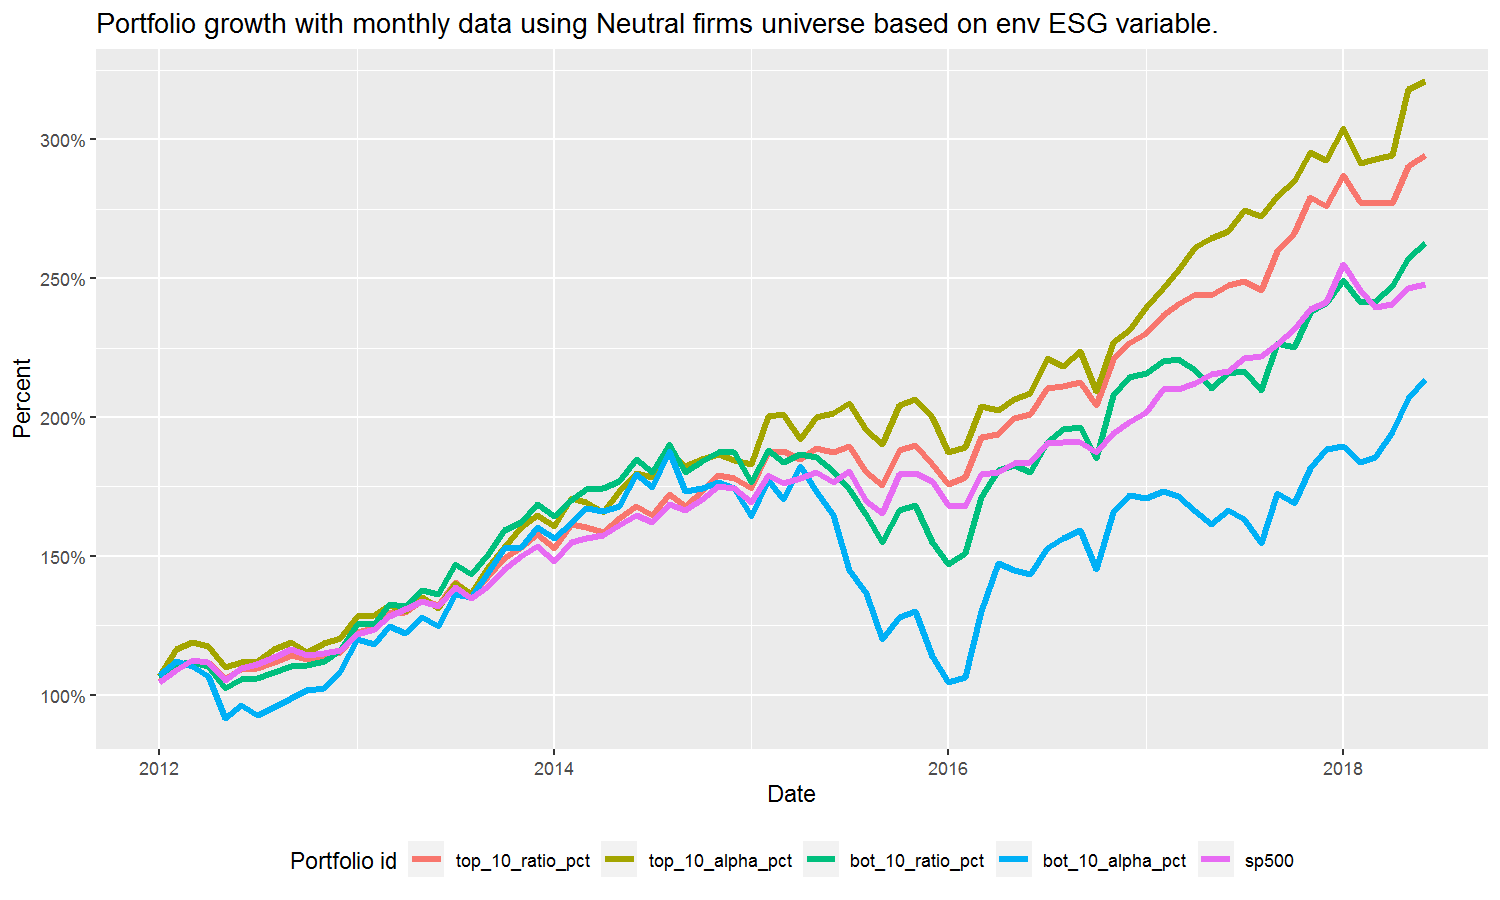 Portfolio growth with monthly data using Neutral firms universe based on env ESG variable.
Percent
300%
250%
200%
150%
100%
2012 2014 2016 2018
Date
Portfolio id top_10_ratio_pct top_10_alpha_pct bot_10_ratio_pct bot_10_alpha_pct sp500